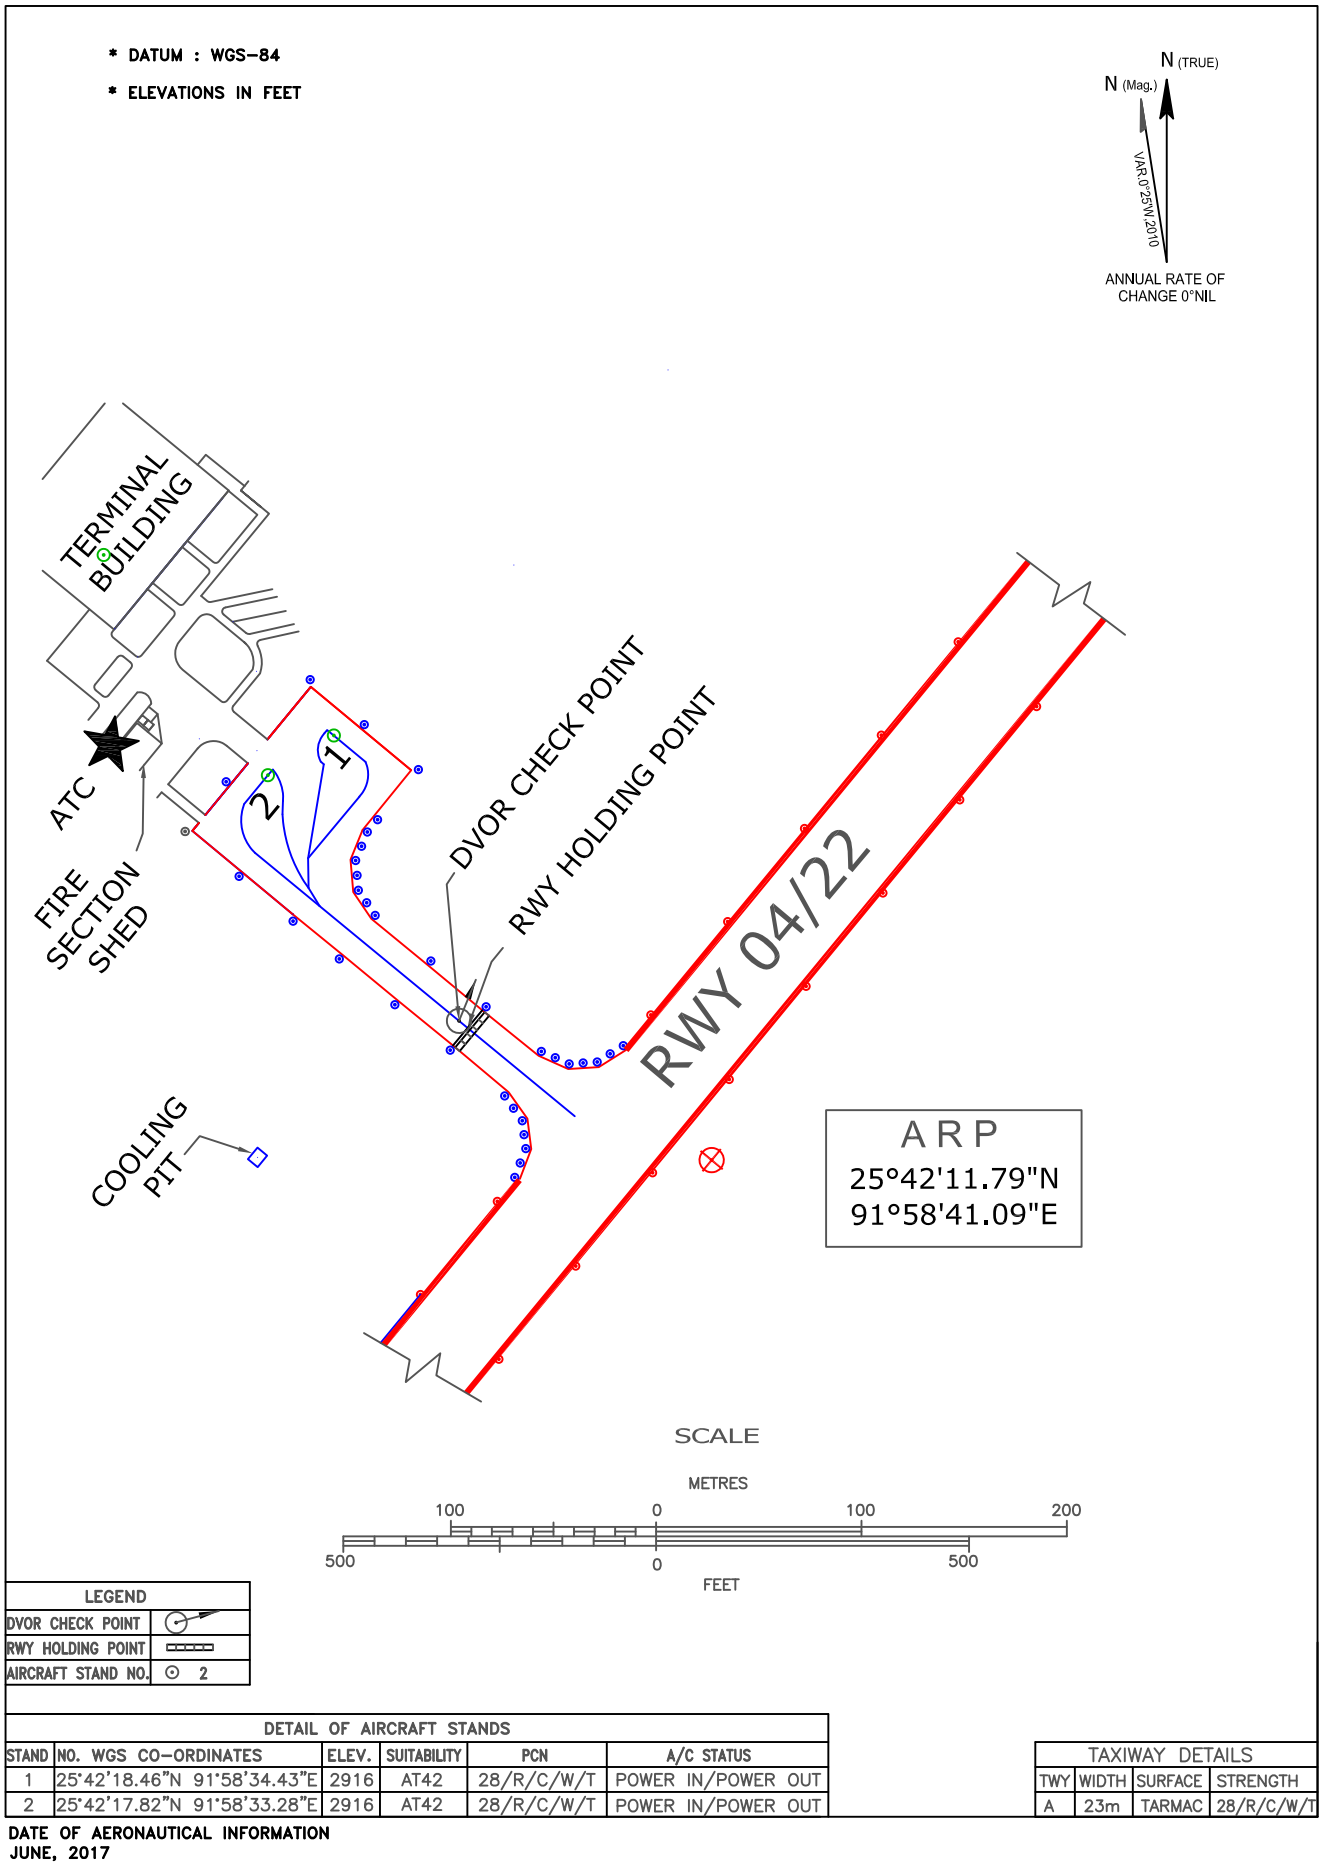 * DATUM : WGS-84
* ELEVATIONS IN FEET
N (TRUE)
N (Mag.)
VAR.0°25'W,2010
ANNUAL RATE OF
CHANGE 0°NIL
TERMINAL
BUILDING
1
2
ATC
FIRE
SECTION
SHED
DVOR CHECK POINT
RWY HOLDING POINT
RWY 04/22
COOLING
PIT
ARP
25°42'11.79"N
91°58'41.09"E
SCALE
METRES
100 0 100 200
500 0 500
FEET
LEGEND
DVOR CHECK POINT
RWY HOLDING POINT
AIRCRAFT STAND NO. 2
DETAIL OF AIRCRAFT STANDS
STAND NO. WGS CO-ORDINATES ELEV. SUITABILITY PCN A/C STATUS
1 25°42'18.46"N 91°58'34.43"E 2916 AT42 28/R/C/W/T POWER IN/POWER OUT
2 25°42'17.82"N 91°58'33.28"E 2916 AT42 28/R/C/W/T POWER IN/POWER OUT
TAXIWAY DETAILS
TWY WIDTH SURFACE STRENGTH
A 23m TARMAC 28/R/C/W/T
DATE OF AERONAUTICAL INFORMATION
JUNE, 2017